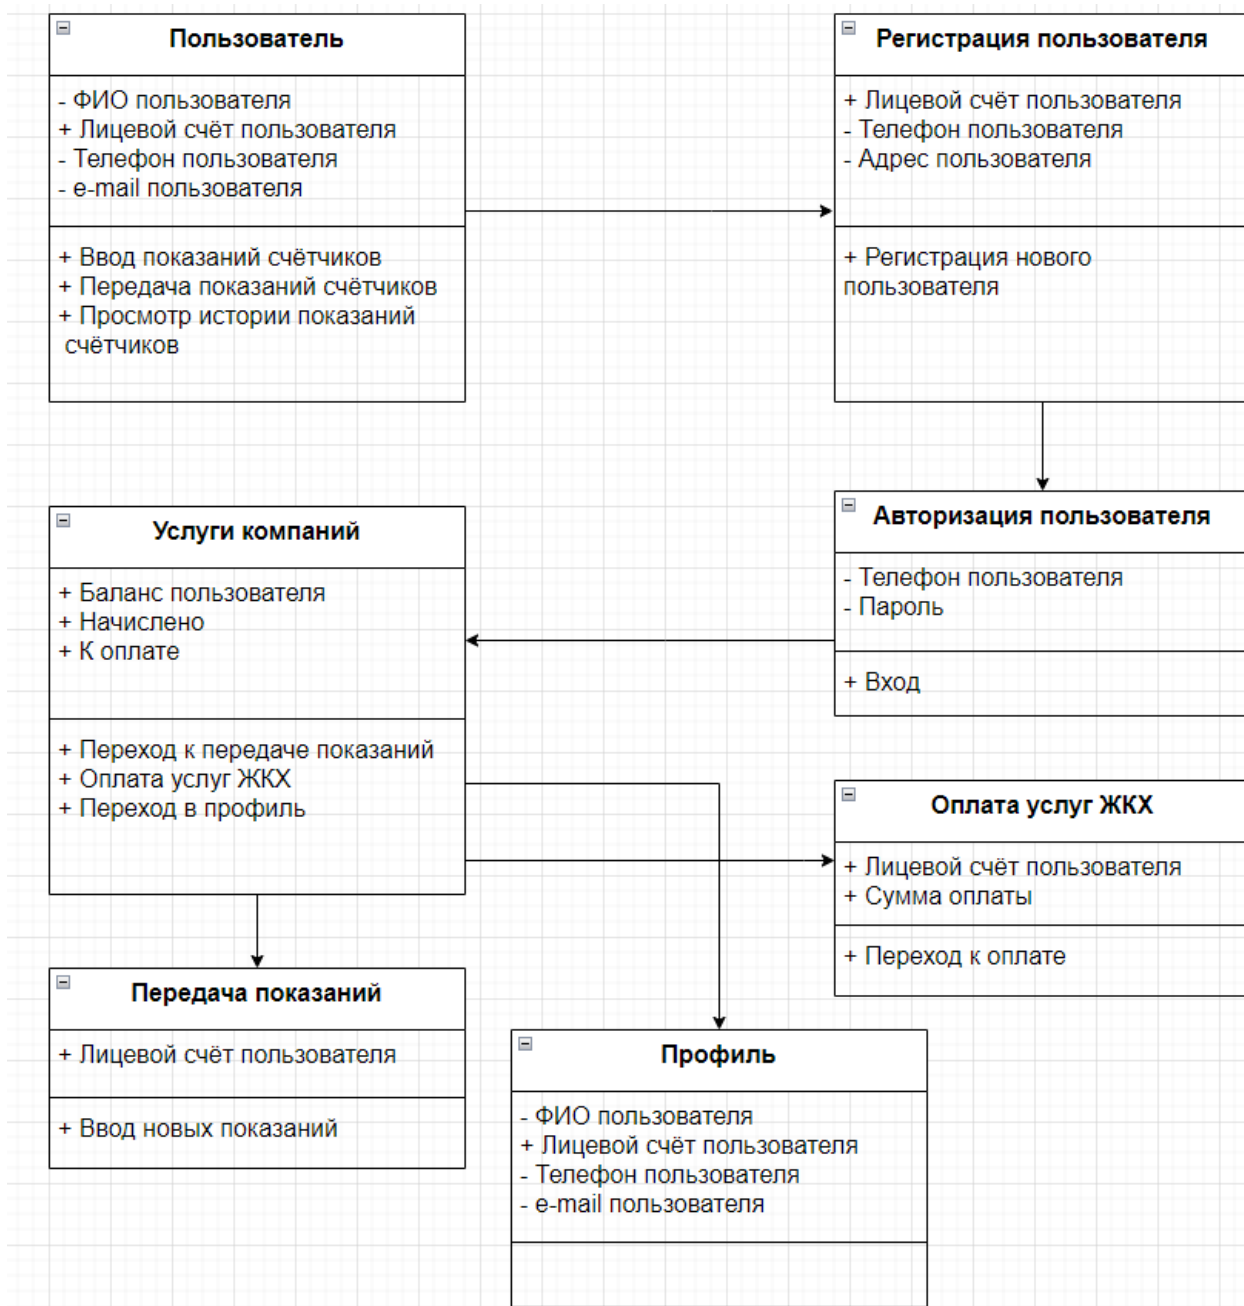 Пользователь
- ФИО пользователя
+ Лицевой счёт пользователя
- Телефон пользователя
- e-mail пользователя
+ Ввод показаний счётчиков
+ Передача показаний счётчиков
+ Просмотр истории показаний
счётчиков
Регистрация пользователя
+ Лицевой счёт пользователя
- Телефон пользователя
- Адрес пользователя
+ Регистрация нового
пользователя
Авторизация пользователя
- Телефон пользователя
- Пароль
+ Вход
Услуги компаний
+ Баланс пользователя
+ Начислено
+ К оплате
+ Переход к передаче показаний
+ Оплата услуг ЖКХ
+ Переход в профиль
Оплата услуг ЖКХ
+ Лицевой счёт пользователя
+ Сумма оплаты
+ Переход к оплате
Передача показаний
+ Лицевой счёт пользователя
+ Ввод новых показаний
Профиль
- ФИО пользователя
+ Лицевой счёт пользователя
- Телефон пользователя
- e-mail пользователя